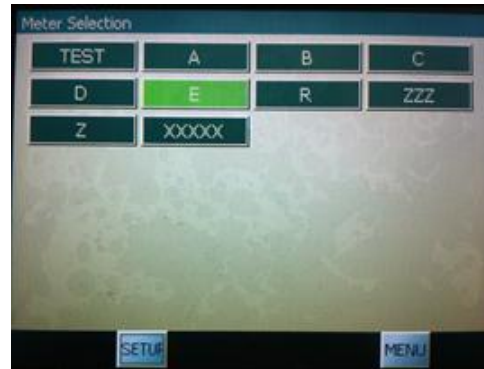 Meter Selection
TEST A B C
D E R ZZZ
Z XXXXX
SETUP MENU